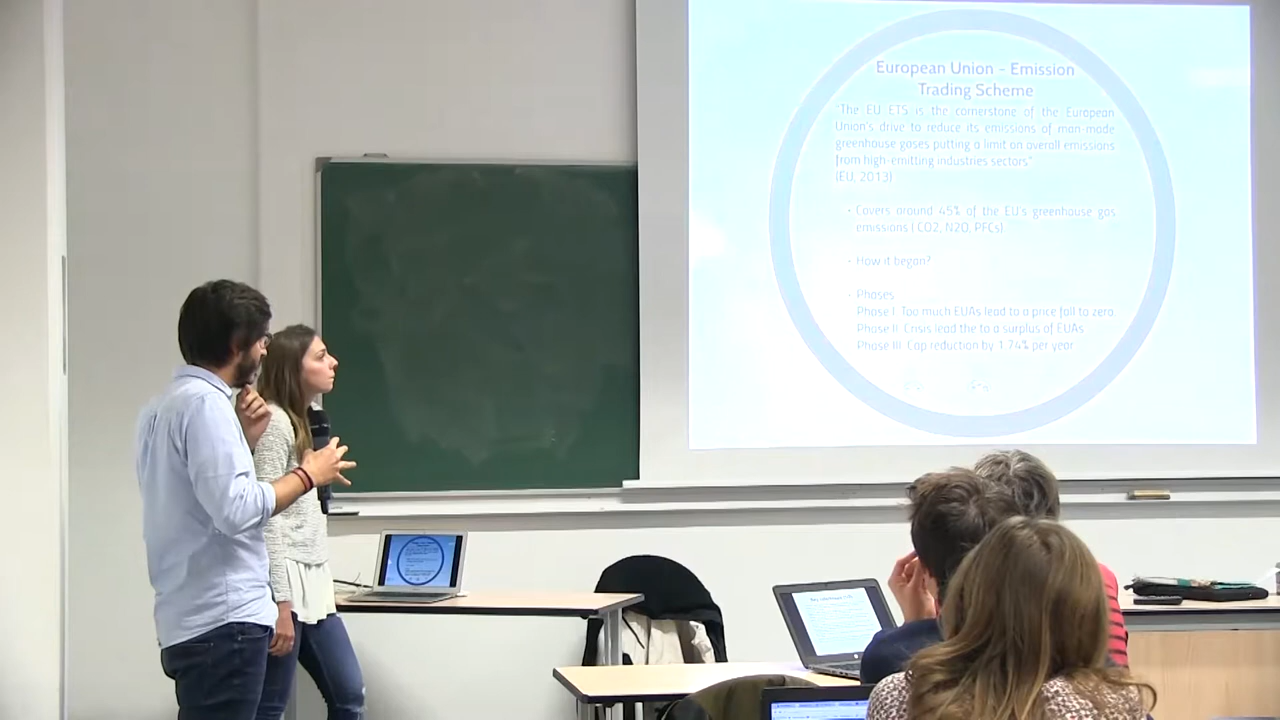 European Union - Emission
Trading Scheme
"The EU ETS is the cornerstone of the European
Union's drive to reduce its emissions of man-made
greenhouse gases putting a limit on overall emissions
from high-emitting industries sectors"
(EU, 2013)
• Covers around 45% of the EU's greenhouse gas
emissions (CO2, N2O, PFCs)
• How it began?
• Phases
Phase I: Too much EUAs lead to a price fall to zero.
Phase II: Crisis lead the to a surplus of EUAs
Phase III: Cap reduction by 1.74% per year